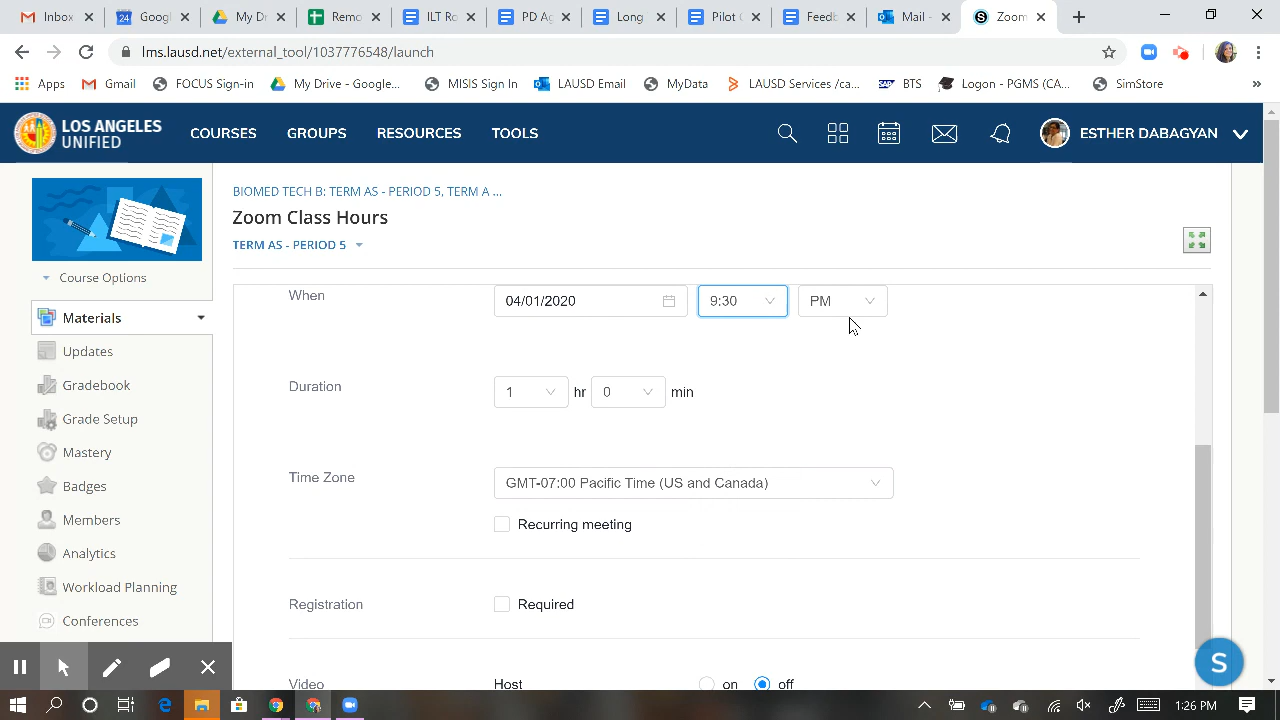 Inbox
Google
My Dr
Remo
ILT Ro
PD Ag
Long
Pilot
Feedb
Mail -
Zoom
lms.lausd.net/external_tool/1037776548/launch
Apps
Gmail
FOCUS Sign-in
My Drive - Google...
MISIS Sign In
LAUSD Email
MyData
LAUSD Services /ca...
BTS
Logon - PGMS (CA...
SimStore
»
LOS ANGELES
UNIFIED
COURSES
GROUPS
RESOURCES
TOOLS
ESTHER DABAGYAN
BIOMED TECH B: TERM AS - PERIOD 5, TERM A ...
Zoom Class Hours
TERM AS - PERIOD 5
Course Options
Materials
Updates
Gradebook
Grade Setup
Mastery
Badges
Members
Analytics
Workload Planning
Conferences
When
04/01/2020
9:30
PM
Duration
1
hr
0
min
Time Zone
GMT-07:00 Pacific Time (US and Canada)
Recurring meeting
Registration
Required
Video
Host
on
off
S
1:26 PM